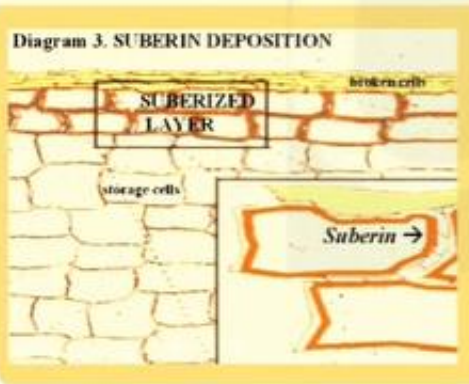 Diagram 3. SUBERIN DEPOSITION
broken cells
SUBERIZED
LAYER
storage cells
Suberin →